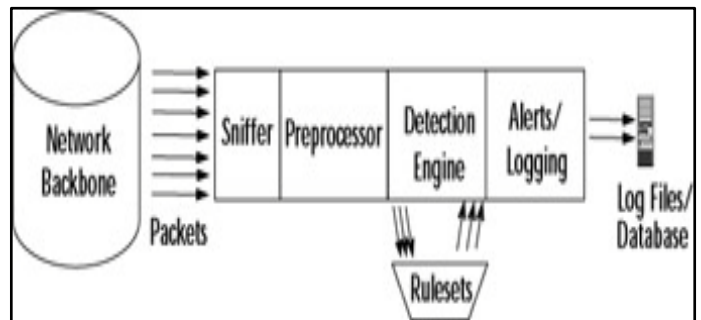 Network
Backbone
Packets
Sniffer
Preprocessor
Detection
Engine
Alerts/
Logging
Rulesets
Log Files/
Database